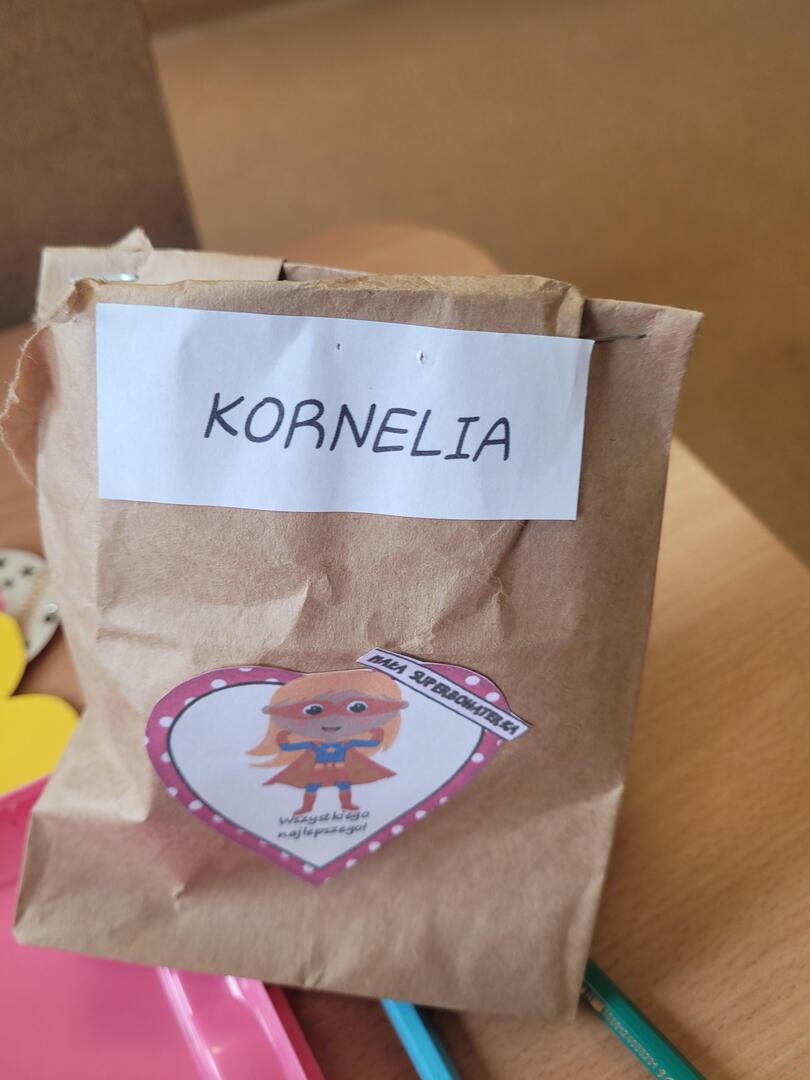 KORNELIA
MAŁA SUPERBOHATERKA
Wszystkiego
najlepszego!